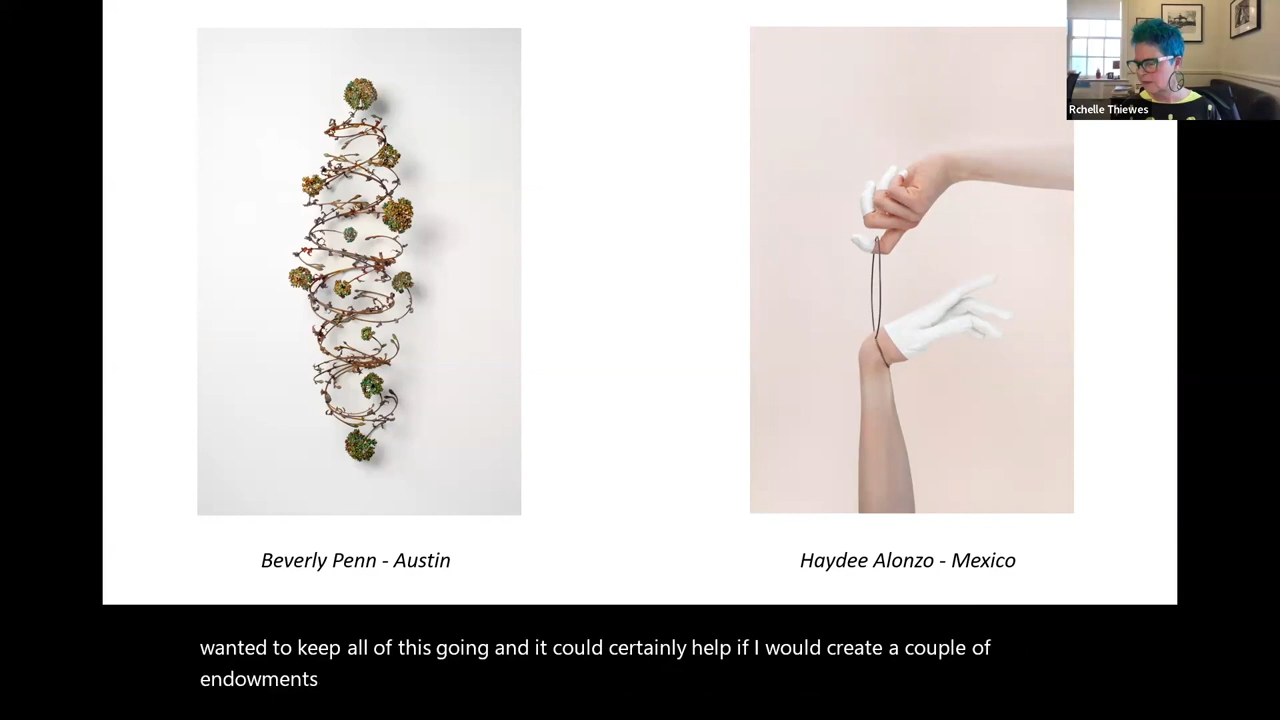 Rchelle Thiewes
Beverly Penn - Austin
Haydee Alonzo - Mexico
wanted to keep all of this going and it could certainly help if I would create a couple of
endowments